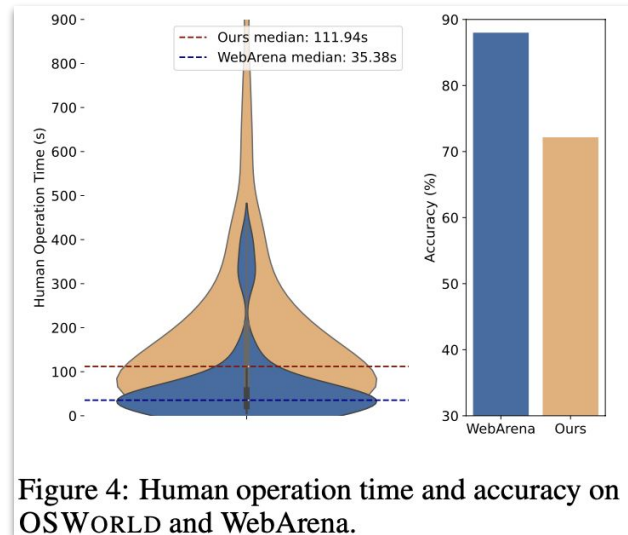 900
800
700
600
500
400
300
200
100
0
Human Operation Time (s)
Ours median: 111.94s
WebArena median: 35.38s
90
80
70
60
50
40
30
Accuracy (%)
WebArena
Ours
Figure 4: Human operation time and accuracy on
OSWORLD and WebArena.